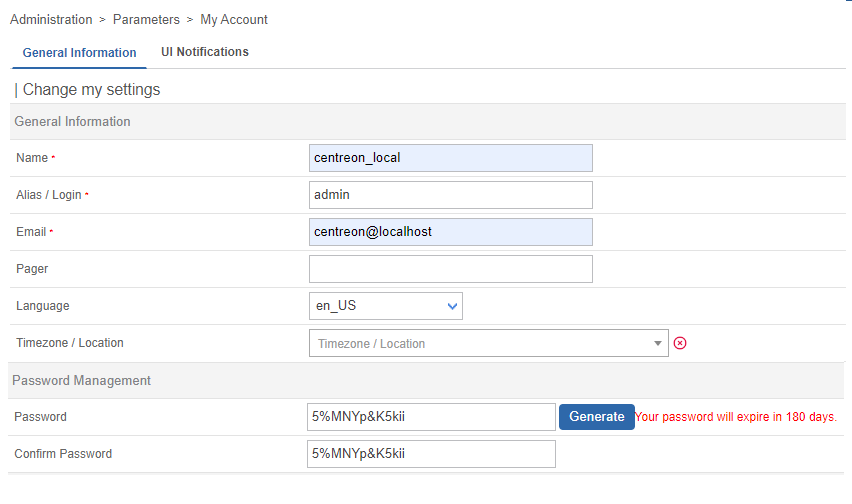 Administration > Parameters > My Account
General Information UI Notifications
| Change my settings
General Information
Name * centreon_local
Alias / Login * admin
Email * centreon@localhost
Pager
Language en_US
Timezone / Location Timezone / Location
Password Management
Password 5%MNYp&K5kii Generate Your password will expire in 180 days.
Confirm Password 5%MNYp&K5kii